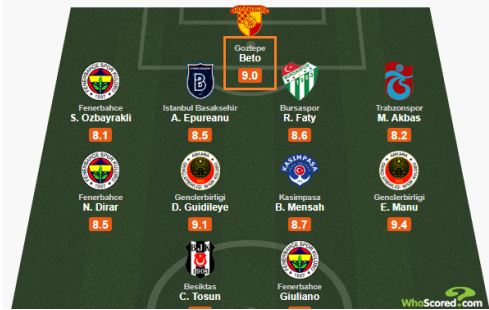 Goztepe
Beto
9.0
Fenerbahce
S. Ozbayrakli
8.1
Istanbul Basaksehir
A. Epureanu
8.5
Bursaspor
R. Faty
8.6
Trabzonspor
M. Akbas
8.2
Fenerbahce
N. Dirar
8.5
Genclerbirligi
D. Guidileye
9.1
Kasimpasa
B. Mensah
8.7
Genclerbirligi
E. Manu
9.4
Besiktas
C. Tosun
Fenerbahce
Giuliano
WhoScored.com